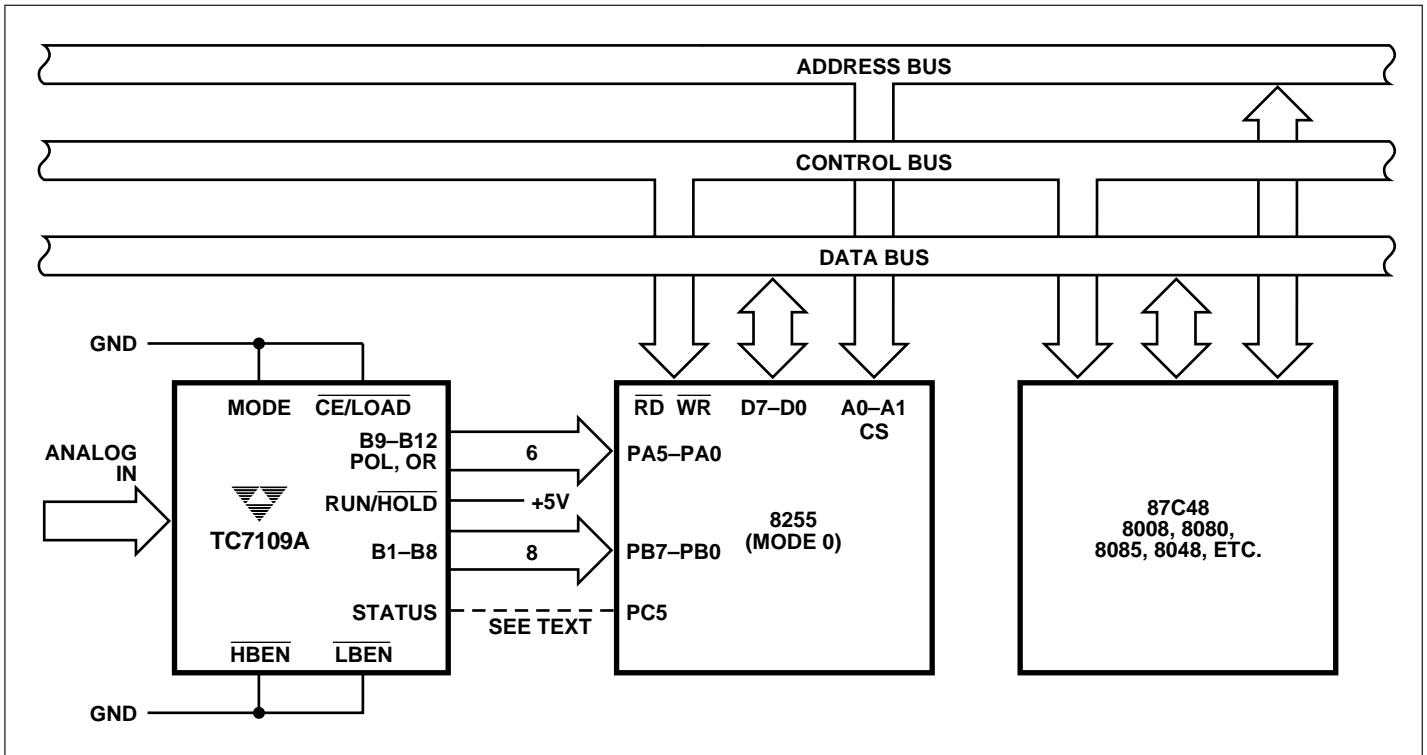 ADDRESS BUS
CONTROL BUS
DATA BUS
GND
MODE
CE/LOAD
ANALOG
IN
B9–B12
POL, OR
6
RUN/HOLD
+5V
TC7109A
B1–B8
8
STATUS
SEE TEXT
HBEN
LBEN
GND
RD WR
D7–D0
A0–A1
CS
PA5–PA0
8255
(MODE 0)
PB7–PB0
PC5
87C48
8008, 8080,
8085, 8048, ETC.